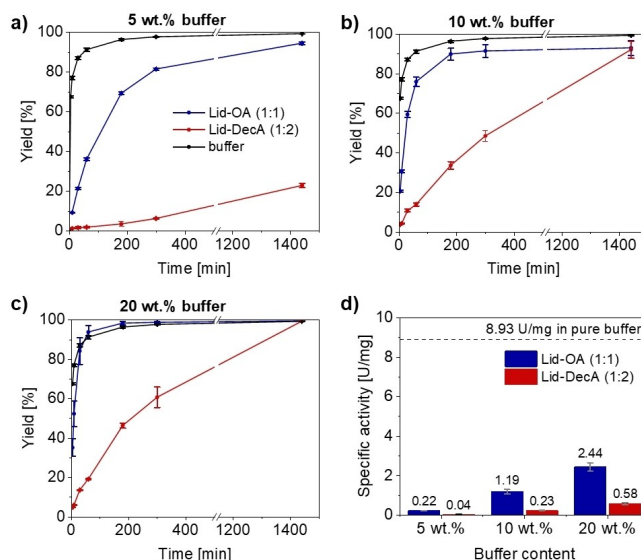 a)
5 wt.% buffer
100
80
60
40
20
0
Yield [%]
Lid-OA (1:1)
Lid-DecA (1:2)
buffer
0 200 400 1200 1400
Time [min]
b)
10 wt.% buffer
100
80
60
40
20
0
Yield [%]
0 200 400 1200 1400
Time [min]
c)
20 wt.% buffer
100
80
60
40
20
0
Yield [%]
0 200 400 1200 1400
Time [min]
d)
10
8
6
4
2
0
Specific activity [U/mg]
8.93 U/mg in pure buffer
Lid-OA (1:1)
Lid-DecA (1:2)
0.22 0.04
1.19
0.23
2.44
0.58
5 wt.% 10 wt.% 20 wt.%
Buffer content